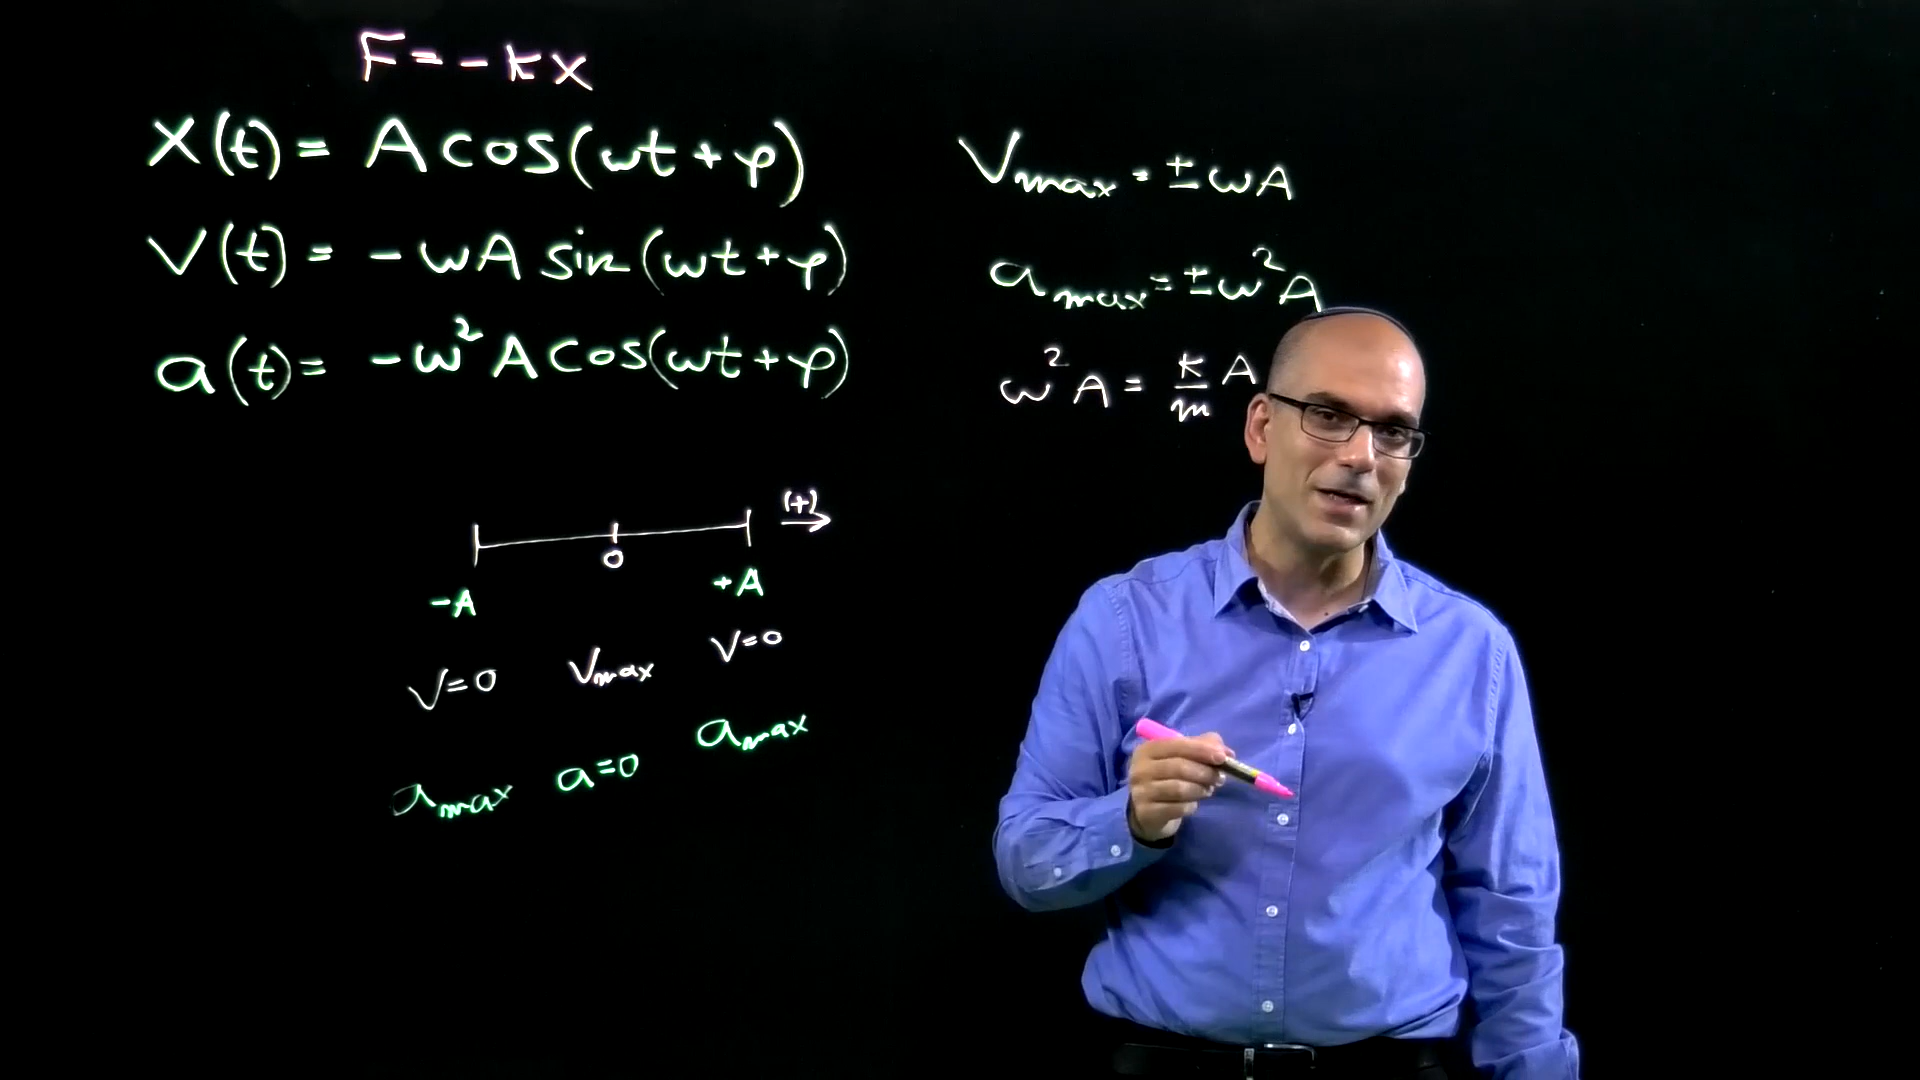 F = -kx
x(t) = A cos(ωt + φ)
v(t) = -ωA sin(ωt + φ)
a(t) = -ω² A cos(ωt + φ)
Vmax = ±ωA
amax = ±ω²A
ω²A = k/m A
(+)
0
-A +A
V=0 Vmax V=0
amax a=0 amax